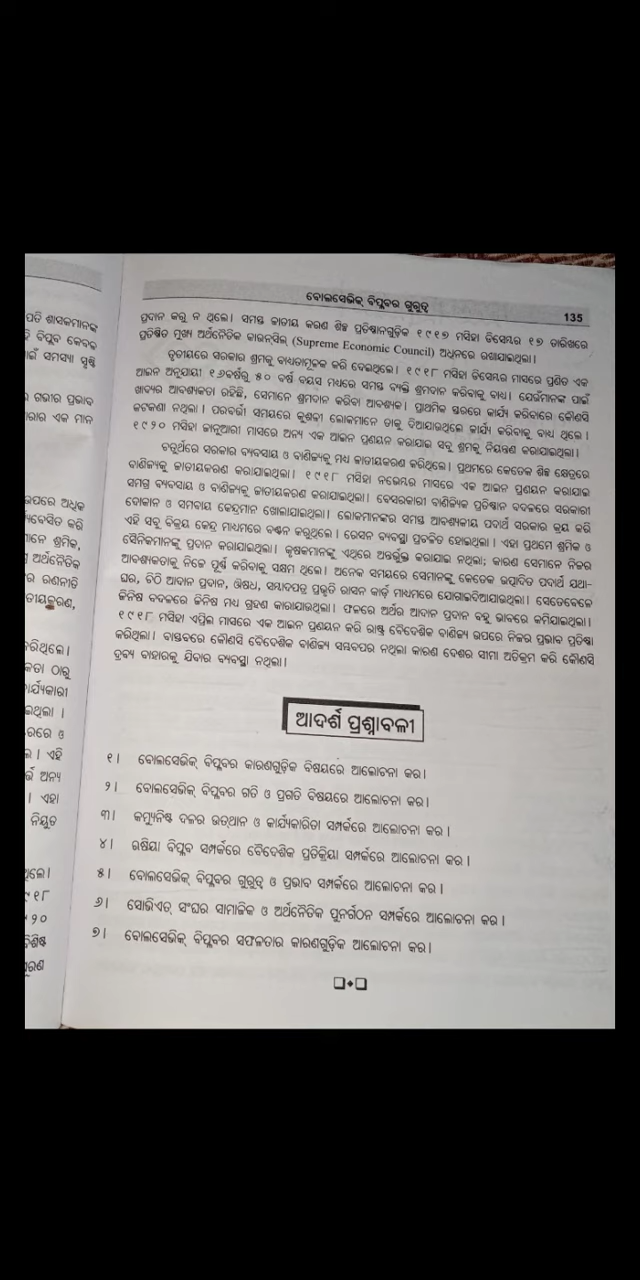 ବୋଲସେଭିକ୍ ବିପ୍ଳବର ଗୁରୁତ୍ୱ
135
ପ୍ରଦାନ କରୁ ନ ଥିଲେ। ସମସ୍ତ ଜାତୀୟ କରଣ ଶିଳ୍ପ ପ୍ରତିଷ୍ଠାନଗୁଡ଼ିକ ୧୯୧୭ ମସିହା ଡିସେମ୍ବର ୧୭ ତାରିଖରେ
ପ୍ରତିଷ୍ଠିତ ମୁଖ୍ୟ ଅର୍ଥନୈତିକ କାଉନ୍‌ସିଲ୍ (Supreme Economic Council) ଅଧିନରେ ରଖାଯାଇଥିଲା।
ତୃତୀୟରେ ସରକାର ଶ୍ରମକୁ ବାଧ୍ୟତାମୂଳକ କରି ଦେଇଥିଲେ। ୧୯୧୮ ମସିହା ଡିସେମ୍ବର ମାସରେ ପ୍ରଣିତ ଏକ
ଆଇନ ଅନୁଯାୟୀ ୧୬ବର୍ଷରୁ ୫୦ ବର୍ଷ ବୟସ ମଧ୍ୟରେ ସମସ୍ତ ବ୍ୟକ୍ତି ଶ୍ରମଦାନ କରିବାକୁ ବାଧ୍ୟ। ଯେଉଁମାନଙ୍କ ପାଇଁ
ଖାଦ୍ୟର ଆବଶ୍ୟକତା ରହିଛି, ସେମାନେ ଶ୍ରମଦାନ କରିବା ଆବଶ୍ୟକ। ପ୍ରାଥମିକ ସ୍ତରରେ କାର୍ଯ୍ୟ କରିବାରେ କୌଣସି
କଟକଣା ନଥିଲା। ପରବର୍ତ୍ତୀ ସମୟରେ କୁଶଳୀ ଲୋକମାନେ ତାକୁ ଦିଆଯାଉଥିଲେ କାର୍ଯ୍ୟ କରିବାକୁ ବାଧ୍ୟ ଥିଲେ।
୧୯୨୦ ମସିହା ଜାନୁଆରୀ ମାସରେ ଅନ୍ୟ ଏକ ଆଇନ ପ୍ରଣୟନ କରାଯାଇ ସବୁ ଶ୍ରମକୁ ନିୟନ୍ତ୍ରଣ କରାଯାଇଥିଲା।
ଚତୁର୍ଥରେ ସରକାର ବ୍ୟବସାୟ ଓ ବାଣିଜ୍ୟକୁ ମଧ୍ୟ ଜାତୀୟକରଣ କରିଥିଲେ। ପ୍ରଥମରେ କେତେକ ଶିଳ୍ପ କ୍ଷେତ୍ରରେ
ବାଣିଜ୍ୟକୁ ଜାତୀୟକରଣ କରାଯାଇଥିଲା। ୧୯୧୮ ମସିହା ନଭେମ୍ବର ମାସରେ ଏକ ଆଇନ ପ୍ରଣୟନ କରାଯାଇ
ସମଗ୍ର ବ୍ୟବସାୟ ଓ ବାଣିଜ୍ୟକୁ ଜାତୀୟକରଣ କରାଯାଇଥିଲା। ବେସରକାରୀ ବାଣିଜ୍ୟିକ ପ୍ରତିଷ୍ଠାନ ବଦଳରେ ସରକାରୀ
ଦୋକାନ ଓ ସମବାୟ କେନ୍ଦ୍ରମାନ ଖୋଲାଯାଇଥିଲା। ଲୋକମାନଙ୍କର ସମସ୍ତ ଆବଶ୍ୟକୀୟ ପଦାର୍ଥ ସରକାର କ୍ରୟ କରି
ଏହି ସବୁ ବିକ୍ରୟ କେନ୍ଦ୍ର ମାଧ୍ୟମରେ ବଣ୍ଟନ କରୁଥିଲେ। ରେସନ ବ୍ୟବସ୍ଥା ପ୍ରଚଳିତ ହୋଇଥିଲା। ଏହା ପ୍ରଥମେ ଶ୍ରମିକ ଓ
ସୈନିକମାନଙ୍କୁ ପ୍ରଦାନ କରାଯାଇଥିଲା। କୃଷକମାନଙ୍କୁ ଏଥିରେ ଅନ୍ତର୍ଭୁକ୍ତ କରାଯାଇ ନଥିଲା; କାରଣ ସେମାନେ ନିଜର
ଆବଶ୍ୟକତାକୁ ନିଜେ ପୂର୍ଣ୍ଣ କରିବାକୁ ସକ୍ଷମ ଥିଲେ। ଅନେକ ସମୟରେ ସେମାନଙ୍କୁ କେତେକ ଉତ୍ପାଦିତ ପଦାର୍ଥ ଯଥା-
ଘର, ଚିଠି ଆଦାନ ପ୍ରଦାନ, ଔଷଧ, ସମ୍ବାଦପତ୍ର ପ୍ରଭୃତି ରାସନ କାର୍ଡ଼ ମାଧ୍ୟମରେ ଯୋଗାଇଦିଆଯାଉଥିଲା। ସେତେବେଳେ
ଜିନିଷ ବଦଳରେ ଜିନିଷ ମଧ୍ୟ ଗ୍ରହଣ କାରାଯାଉଥିଲା। ଫଳରେ ଅର୍ଥର ଆଦାନ ପ୍ରଦାନ ବହୁ ଭାବରେ କମିଯାଇଥିଲା।
୧୯୧୮ ମସିହା ଏପ୍ରିଲ ମାସରେ ଏକ ଆଇନ ପ୍ରଣୟନ କରି ରାଷ୍ଟ୍ର ବୈଦେଶିକ ବାଣିଜ୍ୟ ଉପରେ ନିଜର ପ୍ରଭାବ ପ୍ରତିଷ୍ଠା
କରିଥିଲା। ବାସ୍ତବରେ କୌଣସି ବୈଦେଶିକ ବାଣିଜ୍ୟ ସମ୍ଭବପର ନଥିଲା କାରଣ ଦେଶର ସୀମା ଅତିକ୍ରମ କରି କୌଣସି
ଦ୍ରବ୍ୟ ବାହାରକୁ ଯିବାର ବ୍ୟବସ୍ଥା ନଥିଲା।
ଆଦର୍ଶ ପ୍ରଶ୍ନାବଳୀ
୧। ବୋଲସେଭିକ୍ ବିପ୍ଳବର କାରଣଗୁଡ଼ିକ ବିଷୟରେ ଆଲୋଚନା କର।
୨। ବୋଲସେଭିକ୍ ବିପ୍ଳବର ଗତି ଓ ପ୍ରଗତି ବିଷୟରେ ଆଲୋଚନା କର।
୩। କମ୍ୟୁନିଷ୍ଟ ଦଳର ଉତ୍‌ଥାନ ଓ କାର୍ଯ୍ୟକାରିତା ସମ୍ପର୍କରେ ଆଲୋଚନା କର।
୪। ଋଷିୟା ବିପ୍ଳବ ସମ୍ପର୍କରେ ବୈଦେଶିକ ପ୍ରତିକ୍ରିୟା ସମ୍ପର୍କରେ ଆଲୋଚନା କର।
୫। ବୋଲସେଭିକ୍ ବିପ୍ଳବର ଗୁରୁତ୍ୱ ଓ ପ୍ରଭାବ ସମ୍ପର୍କରେ ଆଲୋଚନା କର।
୬। ସୋଭିଏତ୍ ସଂଘର ସାମାଜିକ ଓ ଅର୍ଥନୈତିକ ପୁନର୍ଗଠନ ସମ୍ପର୍କରେ ଆଲୋଚନା କର।
୭। ବୋଲସେଭିକ୍ ବିପ୍ଳବର ସଫଳତାର କାରଣଗୁଡ଼ିକ ଆଲୋଚନା କର।